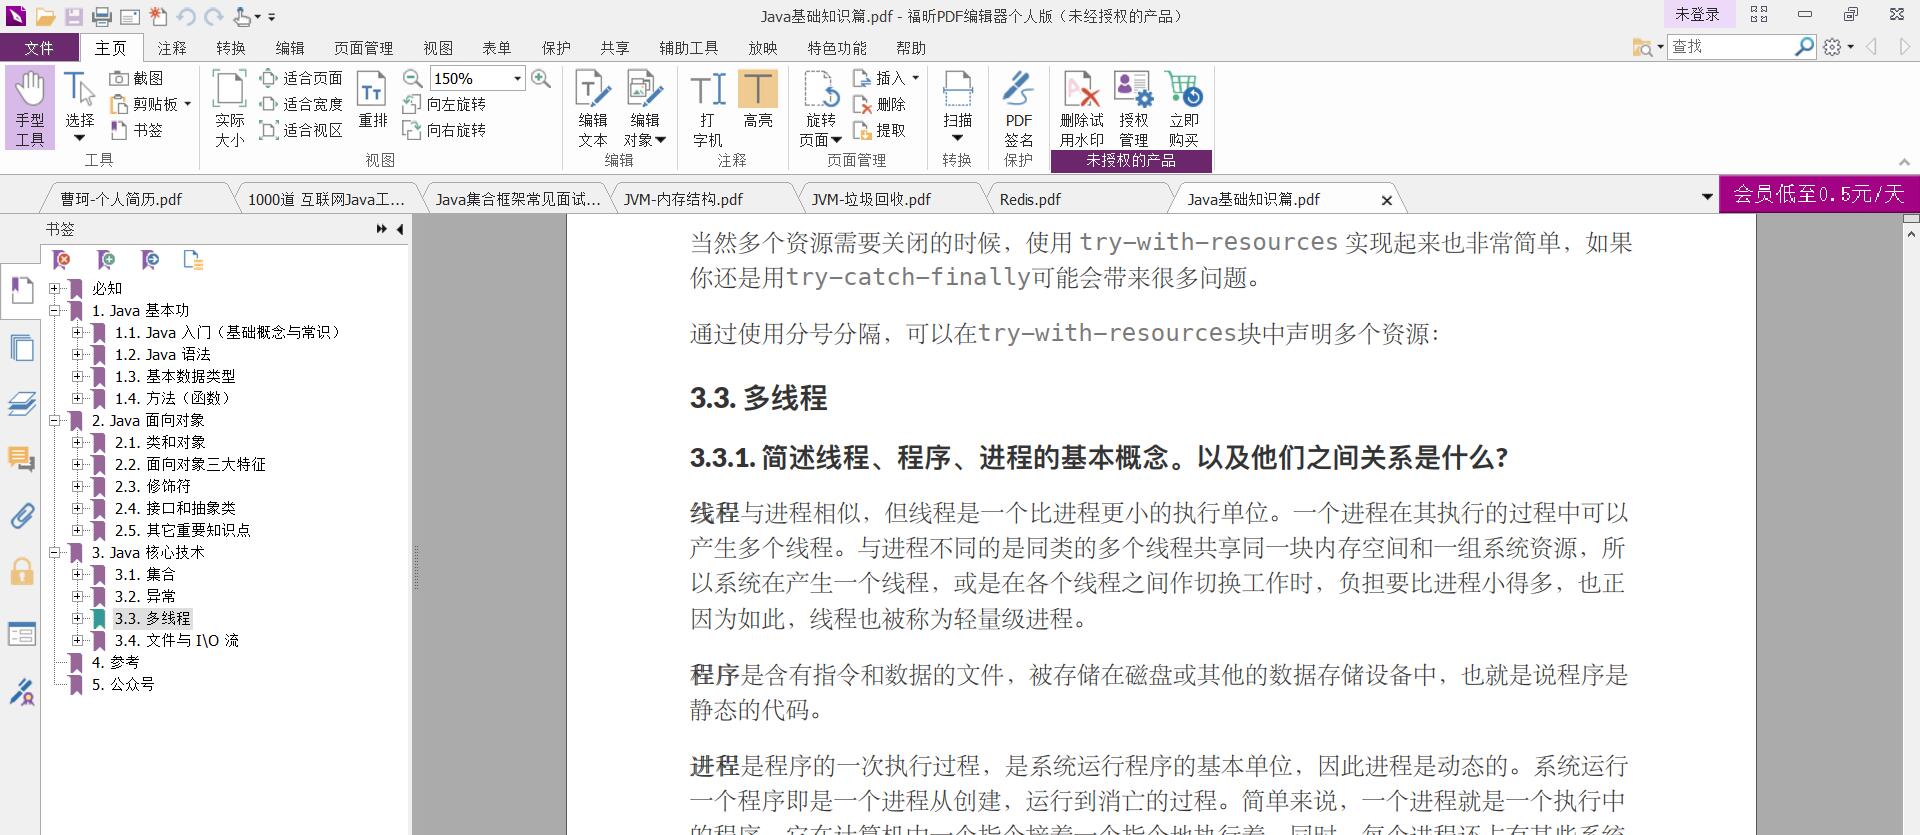 Java基础知识篇.pdf - 福昕PDF编辑器个人版（未经授权的产品）
未登录
文件 主页 注释 转换 编辑 页面管理 视图 表单 保护 共享 辅助工具 放映 特色功能 帮助
查找
手型工具
选择
截图
剪贴板
书签
工具
实际大小
适合页面
适合宽度
适合视区
重排
150%
向左旋转
向右旋转
视图
编辑文本
编辑对象
编辑
打字机
高亮
注释
旋转页面
插入
删除
提取
页面管理
扫描
转换
PDF签名
保护
删除试用水印
授权管理
立即购买
未授权的产品
曹珂-个人简历.pdf
1000道 互联网Java工...
Java集合框架常见面试...
JVM-内存结构.pdf
JVM-垃圾回收.pdf
Redis.pdf
Java基础知识篇.pdf
会员低至0.5元/天
书签
必知
1. Java 基本功
1.1. Java 入门（基础概念与常识）
1.2. Java 语法
1.3. 基本数据类型
1.4. 方法（函数）
2. Java 面向对象
2.1. 类和对象
2.2. 面向对象三大特征
2.3. 修饰符
2.4. 接口和抽象类
2.5. 其它重要知识点
3. Java 核心技术
3.1. 集合
3.2. 异常
3.3. 多线程
3.4. 文件与 I\O 流
4. 参考
5. 公众号
当然多个资源需要关闭的时候，使用 try-with-resources 实现起来也非常简单，如果
你还是用try-catch-finally可能会带来很多问题。
通过使用分号分隔，可以在try-with-resources块中声明多个资源：
3.3. 多线程
3.3.1. 简述线程、程序、进程的基本概念。以及他们之间关系是什么?
线程与进程相似，但线程是一个比进程更小的执行单位。一个进程在其执行的过程中可以
产生多个线程。与进程不同的是同类的多个线程共享同一块内存空间和一组系统资源，所
以系统在产生一个线程，或是在各个线程之间作切换工作时，负担要比进程小得多，也正
因为如此，线程也被称为轻量级进程。
程序是含有指令和数据的文件，被存储在磁盘或其他的数据存储设备中，也就是说程序是
静态的代码。
进程是程序的一次执行过程，是系统运行程序的基本单位，因此进程是动态的。系统运行
一个程序即是一个进程从创建，运行到消亡的过程。简单来说，一个进程就是一个执行中